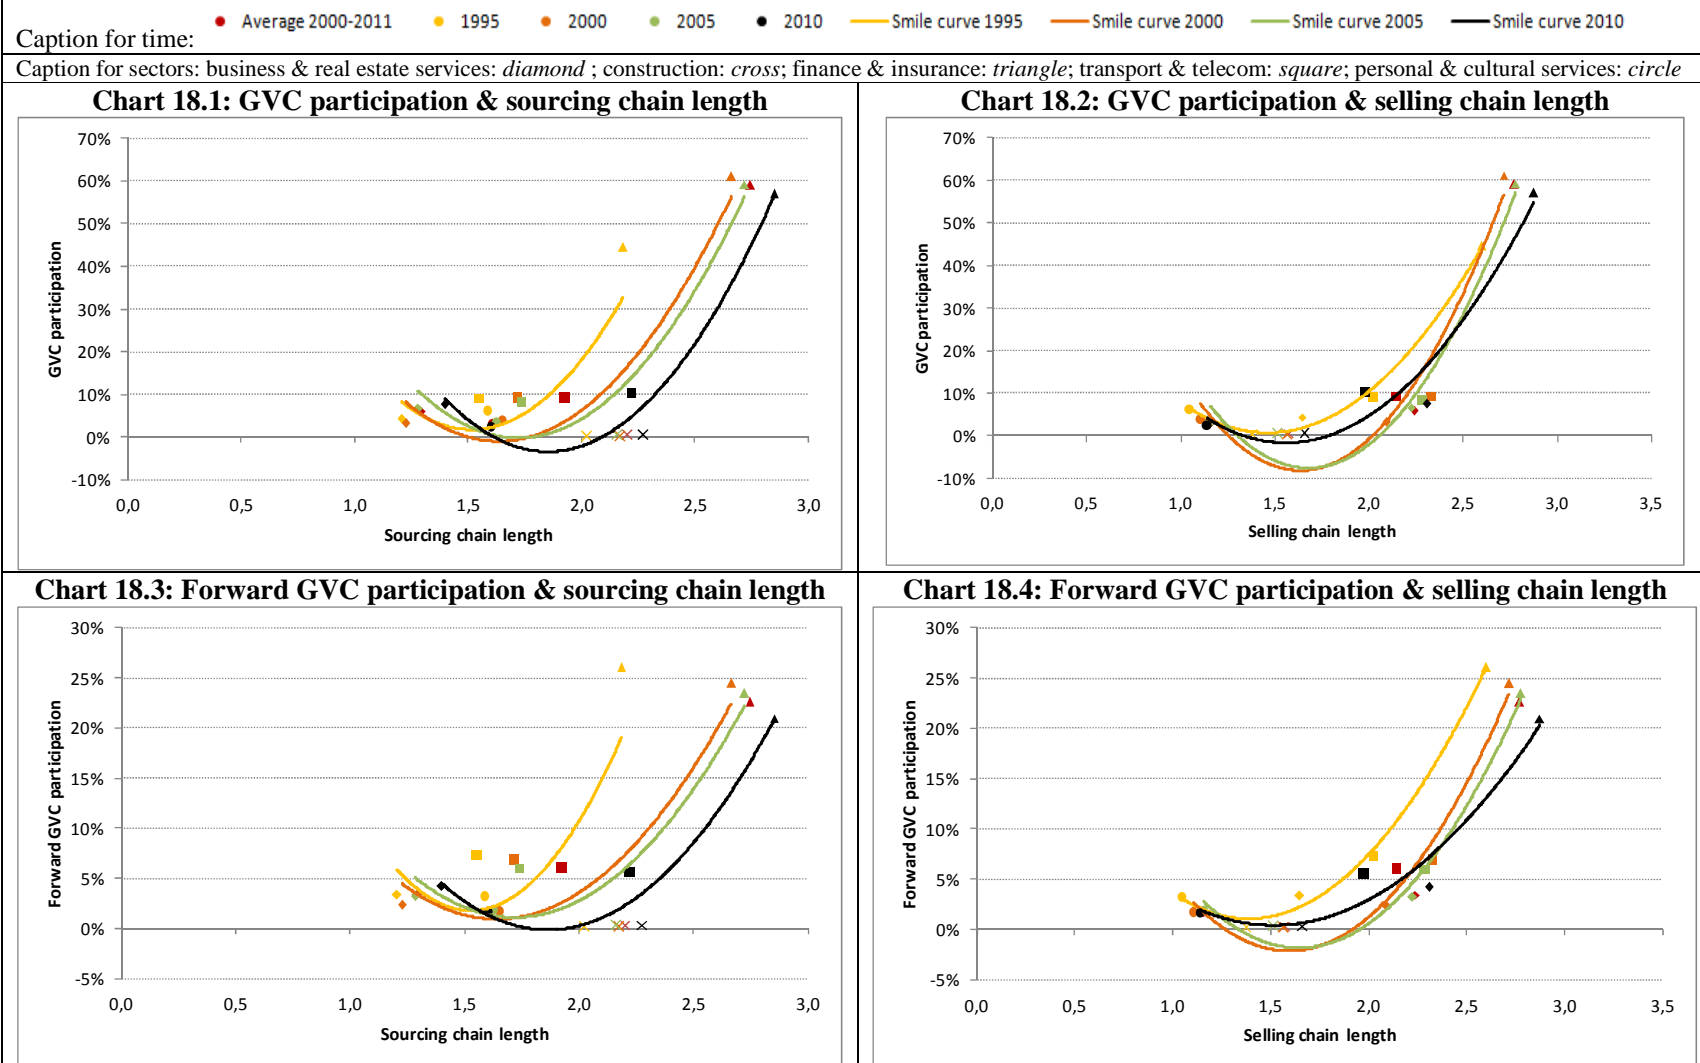 Average 2000-2011 1995 2000 2005 2010 Smile curve 1995 Smile curve 2000 Smile curve 2005 Smile curve 2010
Caption for time:
Caption for sectors: business & real estate services: diamond ; construction: cross; finance & insurance: triangle; transport & telecom: square; personal & cultural services: circle
Chart 18.1: GVC participation & sourcing chain length
70%
60%
50%
40%
30%
20%
10%
0%
-10%
GVC participation
0,0 0,5 1,0 1,5 2,0 2,5 3,0
Sourcing chain length
Chart 18.2: GVC participation & selling chain length
70%
60%
50%
40%
30%
20%
10%
0%
-10%
GVC participation
0,0 0,5 1,0 1,5 2,0 2,5 3,0 3,5
Selling chain length
Chart 18.3: Forward GVC participation & sourcing chain length
30%
25%
20%
15%
10%
5%
0%
-5%
Forward GVC participation
0,0 0,5 1,0 1,5 2,0 2,5 3,0
Sourcing chain length
Chart 18.4: Forward GVC participation & selling chain length
30%
25%
20%
15%
10%
5%
0%
-5%
Forward GVC participation
0,0 0,5 1,0 1,5 2,0 2,5 3,0 3,5
Selling chain length